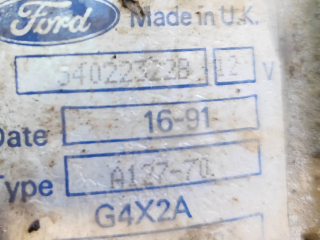 Ford Made in U.K.
54022322B 12 V
Date 16-91
Type A127-70
G4X2A